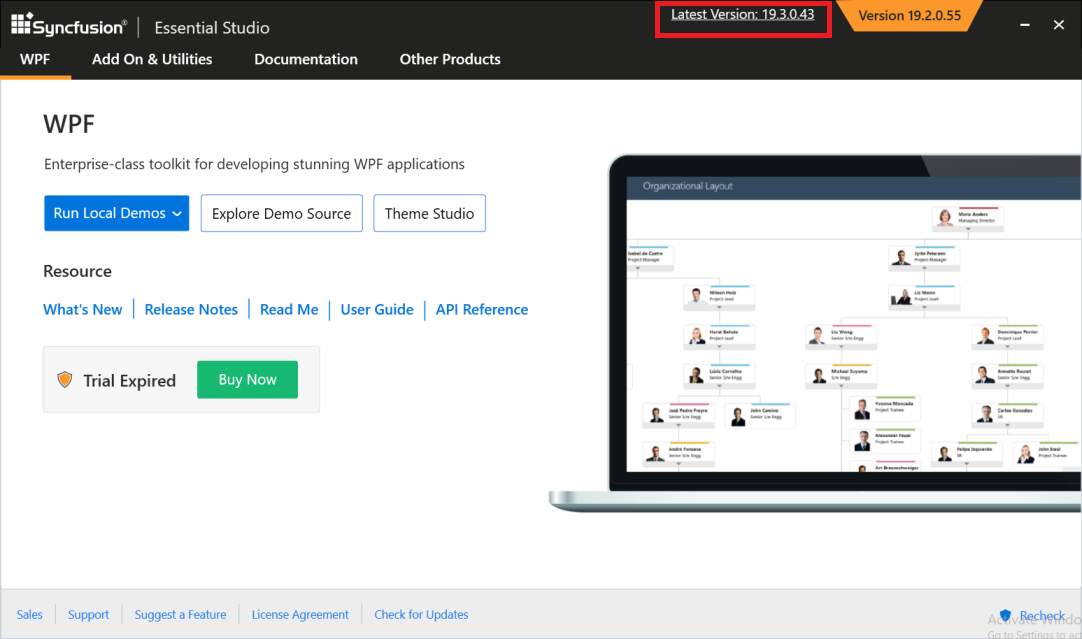 Syncfusion® | Essential Studio
Latest Version: 19.3.0.43
Version 19.2.0.55
WPF
Add On & Utilities
Documentation
Other Products
WPF
Enterprise-class toolkit for developing stunning WPF applications
Run Local Demos
Explore Demo Source
Theme Studio
Resource
What's New
Release Notes
Read Me
User Guide
API Reference
Trial Expired
Buy Now
Organizational Layout
Maria Anders
Managing Director
Isabel de Castro
Project Manager
Jytte Petersen
Project Manager
Wilson Holz
Project Lead
Liz Nixon
Project Lead
Horst Batista
Project Lead
Liu Wong
Senior S/w Engg
Dominique Perrier
Project Lead
Lúcia Carvalho
Senior S/w Engg
Michael Suyama
S/w Engg
Annette Roulet
Senior S/w Engg
José Pedro Freyre
Senior S/w Engg
John Camino
Senior S/w Engg
Yvonne Moncada
Project Trainee
Carlos González
SR
Alexander Feuer
Project Trainee
André Fonseca
Senior S/w Engg
Felipe Izquierdo
SR
John Steel
Project Trainee
Art Braunschweiger
Sales
Support
Suggest a Feature
License Agreement
Check for Updates
Recheck
Activate Windo
Go to Settings to act